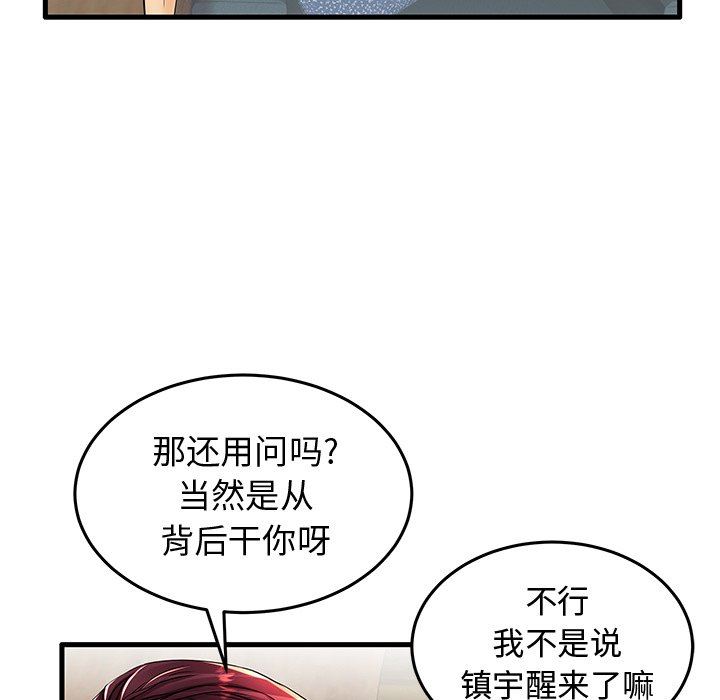 那还用问吗?
当然是从
背后干你呀
不行
我不是说
镇宇醒来了嘛